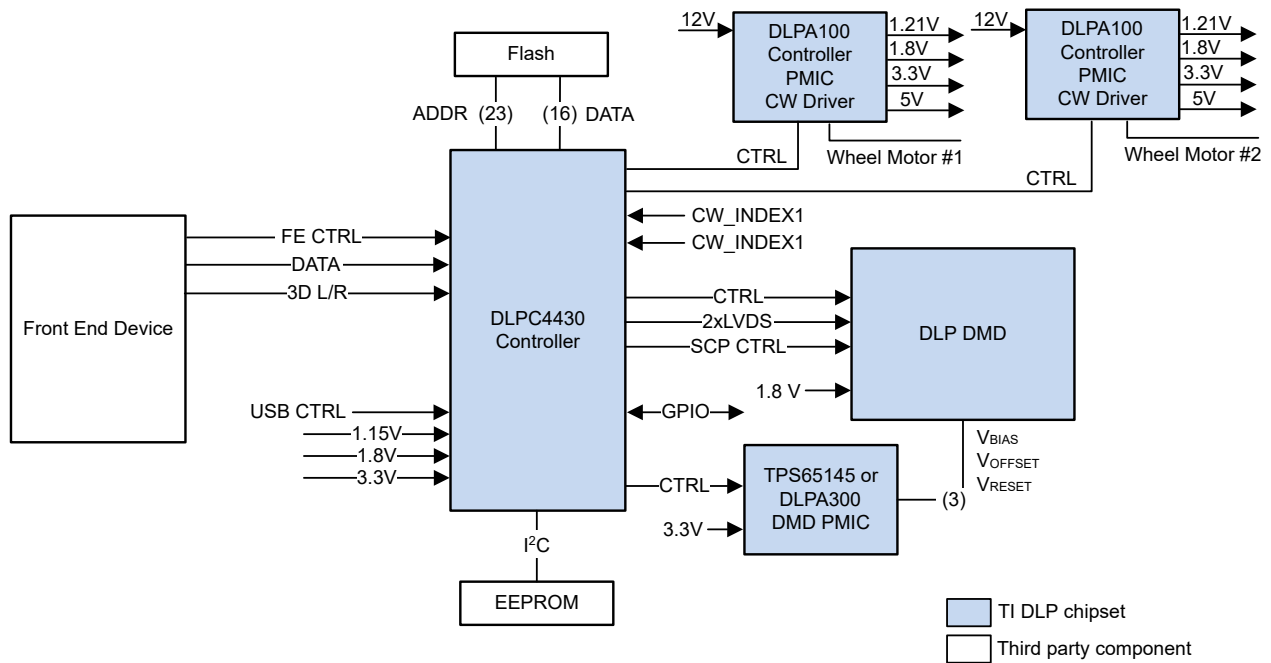 12V
DLPA100
Controller
PMIC
CW Driver
1.21V
1.8V
3.3V
5V
12V
DLPA100
Controller
PMIC
CW Driver
1.21V
1.8V
3.3V
5V
Flash
ADDR (23) (16) DATA
CTRL
Wheel Motor #1
CTRL
Wheel Motor #2
Front End Device
FE CTRL
DATA
3D L/R
USB CTRL
1.15V
1.8V
3.3V
DLPC4430
Controller
CW_INDEX1
CW_INDEX1
CTRL
2xLVDS
SCP CTRL
1.8 V
DLP DMD
GPIO
CTRL
3.3V
TPS65145 or
DLPA300
DMD PMIC
(3)
VBIAS
VOFFSET
VRESET
I²C
EEPROM
TI DLP chipset
Third party component